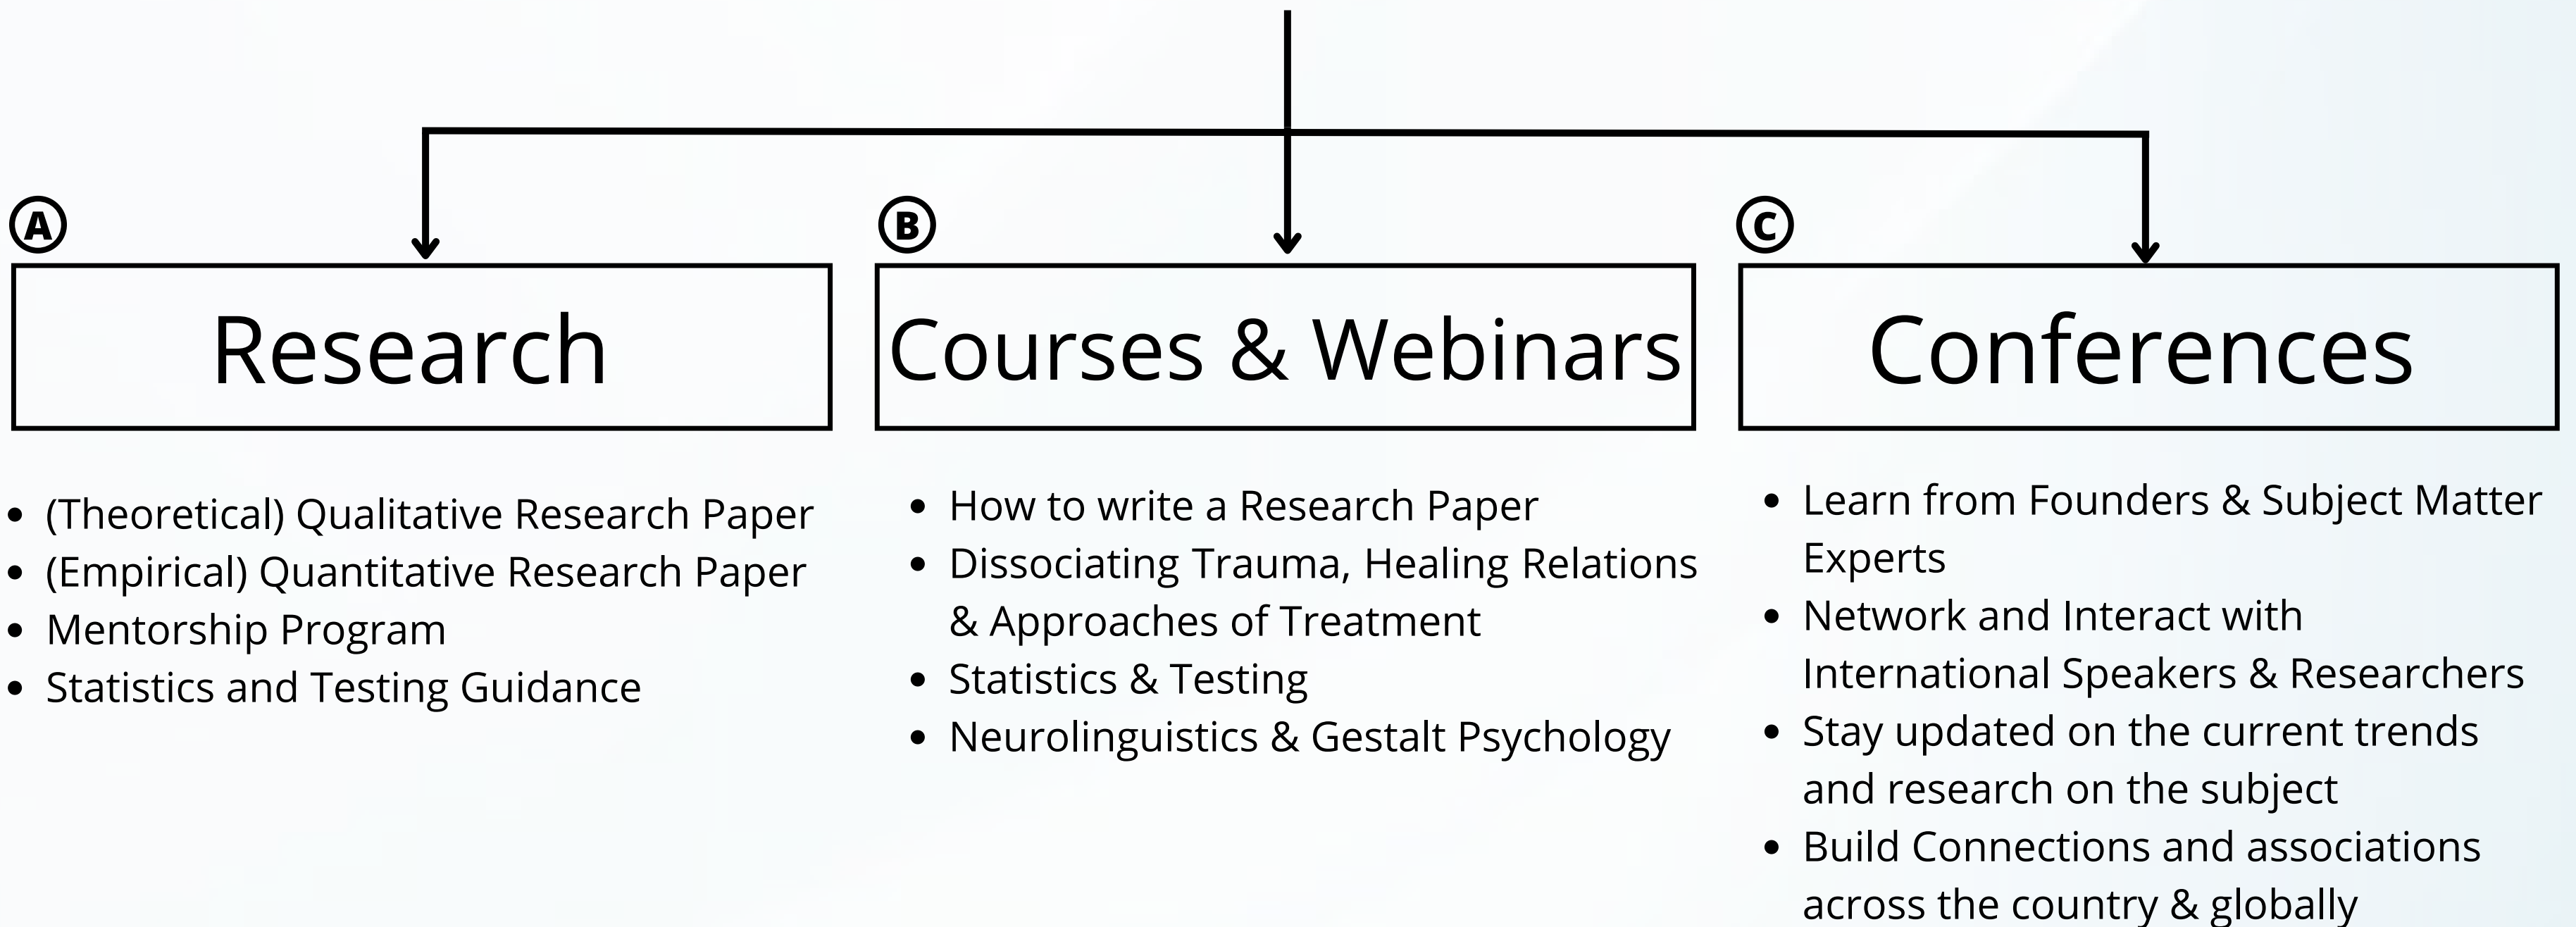 A
Research
• (Theoretical) Qualitative Research Paper
• (Empirical) Quantitative Research Paper
• Mentorship Program
• Statistics and Testing Guidance
B
Courses & Webinars
• How to write a Research Paper
• Dissociating Trauma, Healing Relations
& Approaches of Treatment
• Statistics & Testing
• Neurolinguistics & Gestalt Psychology
C
Conferences
• Learn from Founders & Subject Matter
Experts
• Network and Interact with
International Speakers & Researchers
• Stay updated on the current trends
and research on the subject
• Build Connections and associations
across the country & globally